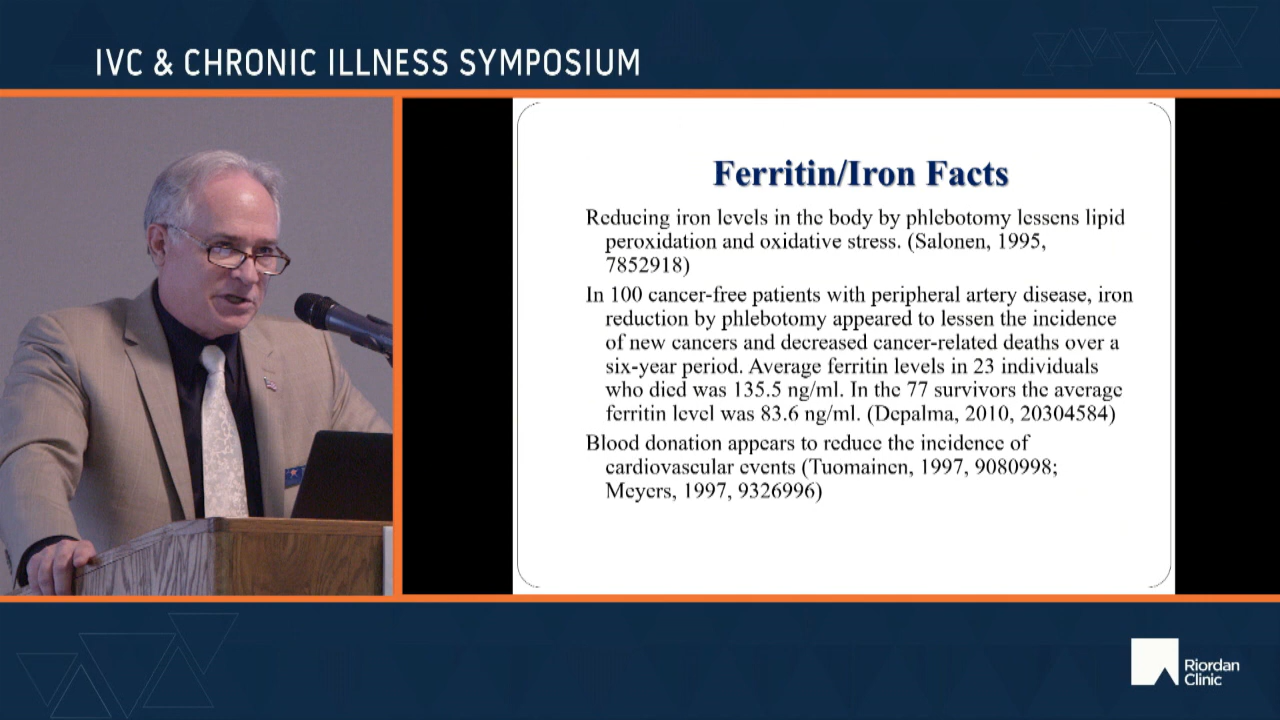 IVC & CHRONIC ILLNESS SYMPOSIUM
Ferritin/Iron Facts
Reducing iron levels in the body by phlebotomy lessens lipid
peroxidation and oxidative stress. (Salonen, 1995,
7852918)
In 100 cancer-free patients with peripheral artery disease, iron
reduction by phlebotomy appeared to lessen the incidence
of new cancers and decreased cancer-related deaths over a
six-year period. Average ferritin levels in 23 individuals
who died was 135.5 ng/ml. In the 77 survivors the average
ferritin level was 83.6 ng/ml. (Depalma, 2010, 20304584)
Blood donation appears to reduce the incidence of
cardiovascular events (Tuomainen, 1997, 9080998;
Meyers, 1997, 9326996)
Riordan
Clinic